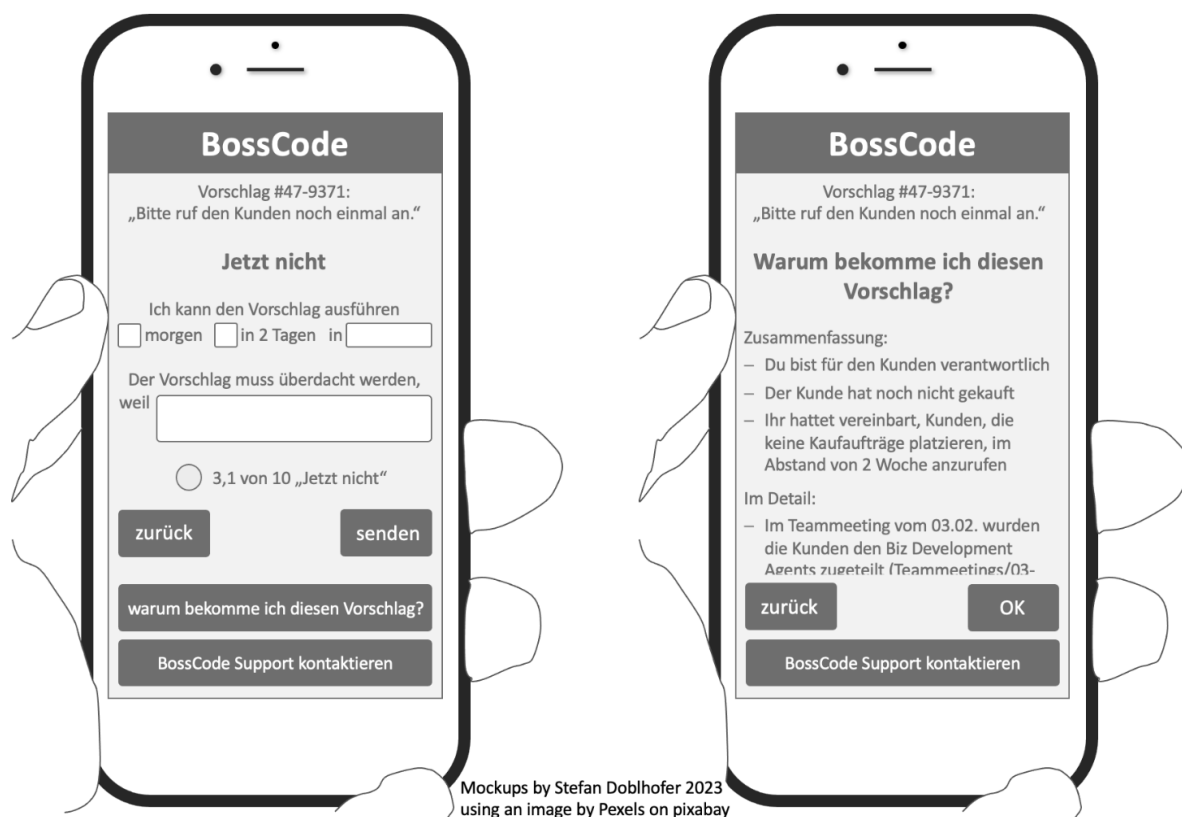 BossCode
Vorschlag #47-9371:
„Bitte ruf den Kunden noch einmal an.“
Jetzt nicht
Ich kann den Vorschlag ausführen
morgen in 2 Tagen in
Der Vorschlag muss überdacht werden,
weil
3,1 von 10 „Jetzt nicht“
zurück senden
warum bekomme ich diesen Vorschlag?
BossCode Support kontaktieren
BossCode
Vorschlag #47-9371:
„Bitte ruf den Kunden noch einmal an.“
Warum bekomme ich diesen
Vorschlag?
Zusammenfassung:
– Du bist für den Kunden verantwortlich
– Der Kunde hat noch nicht gekauft
– Ihr hattet vereinbart, Kunden, die
keine Kaufaufträge platzieren, im
Abstand von 2 Woche anzurufen
Im Detail:
– Im Teammeeting vom 03.02. wurden
die Kunden den Biz Development
Agents zugeteilt (Teammeetings/03-
zurück OK
BossCode Support kontaktieren
Mockups by Stefan Doblhofer 2023
using an image by Pexels on pixabay